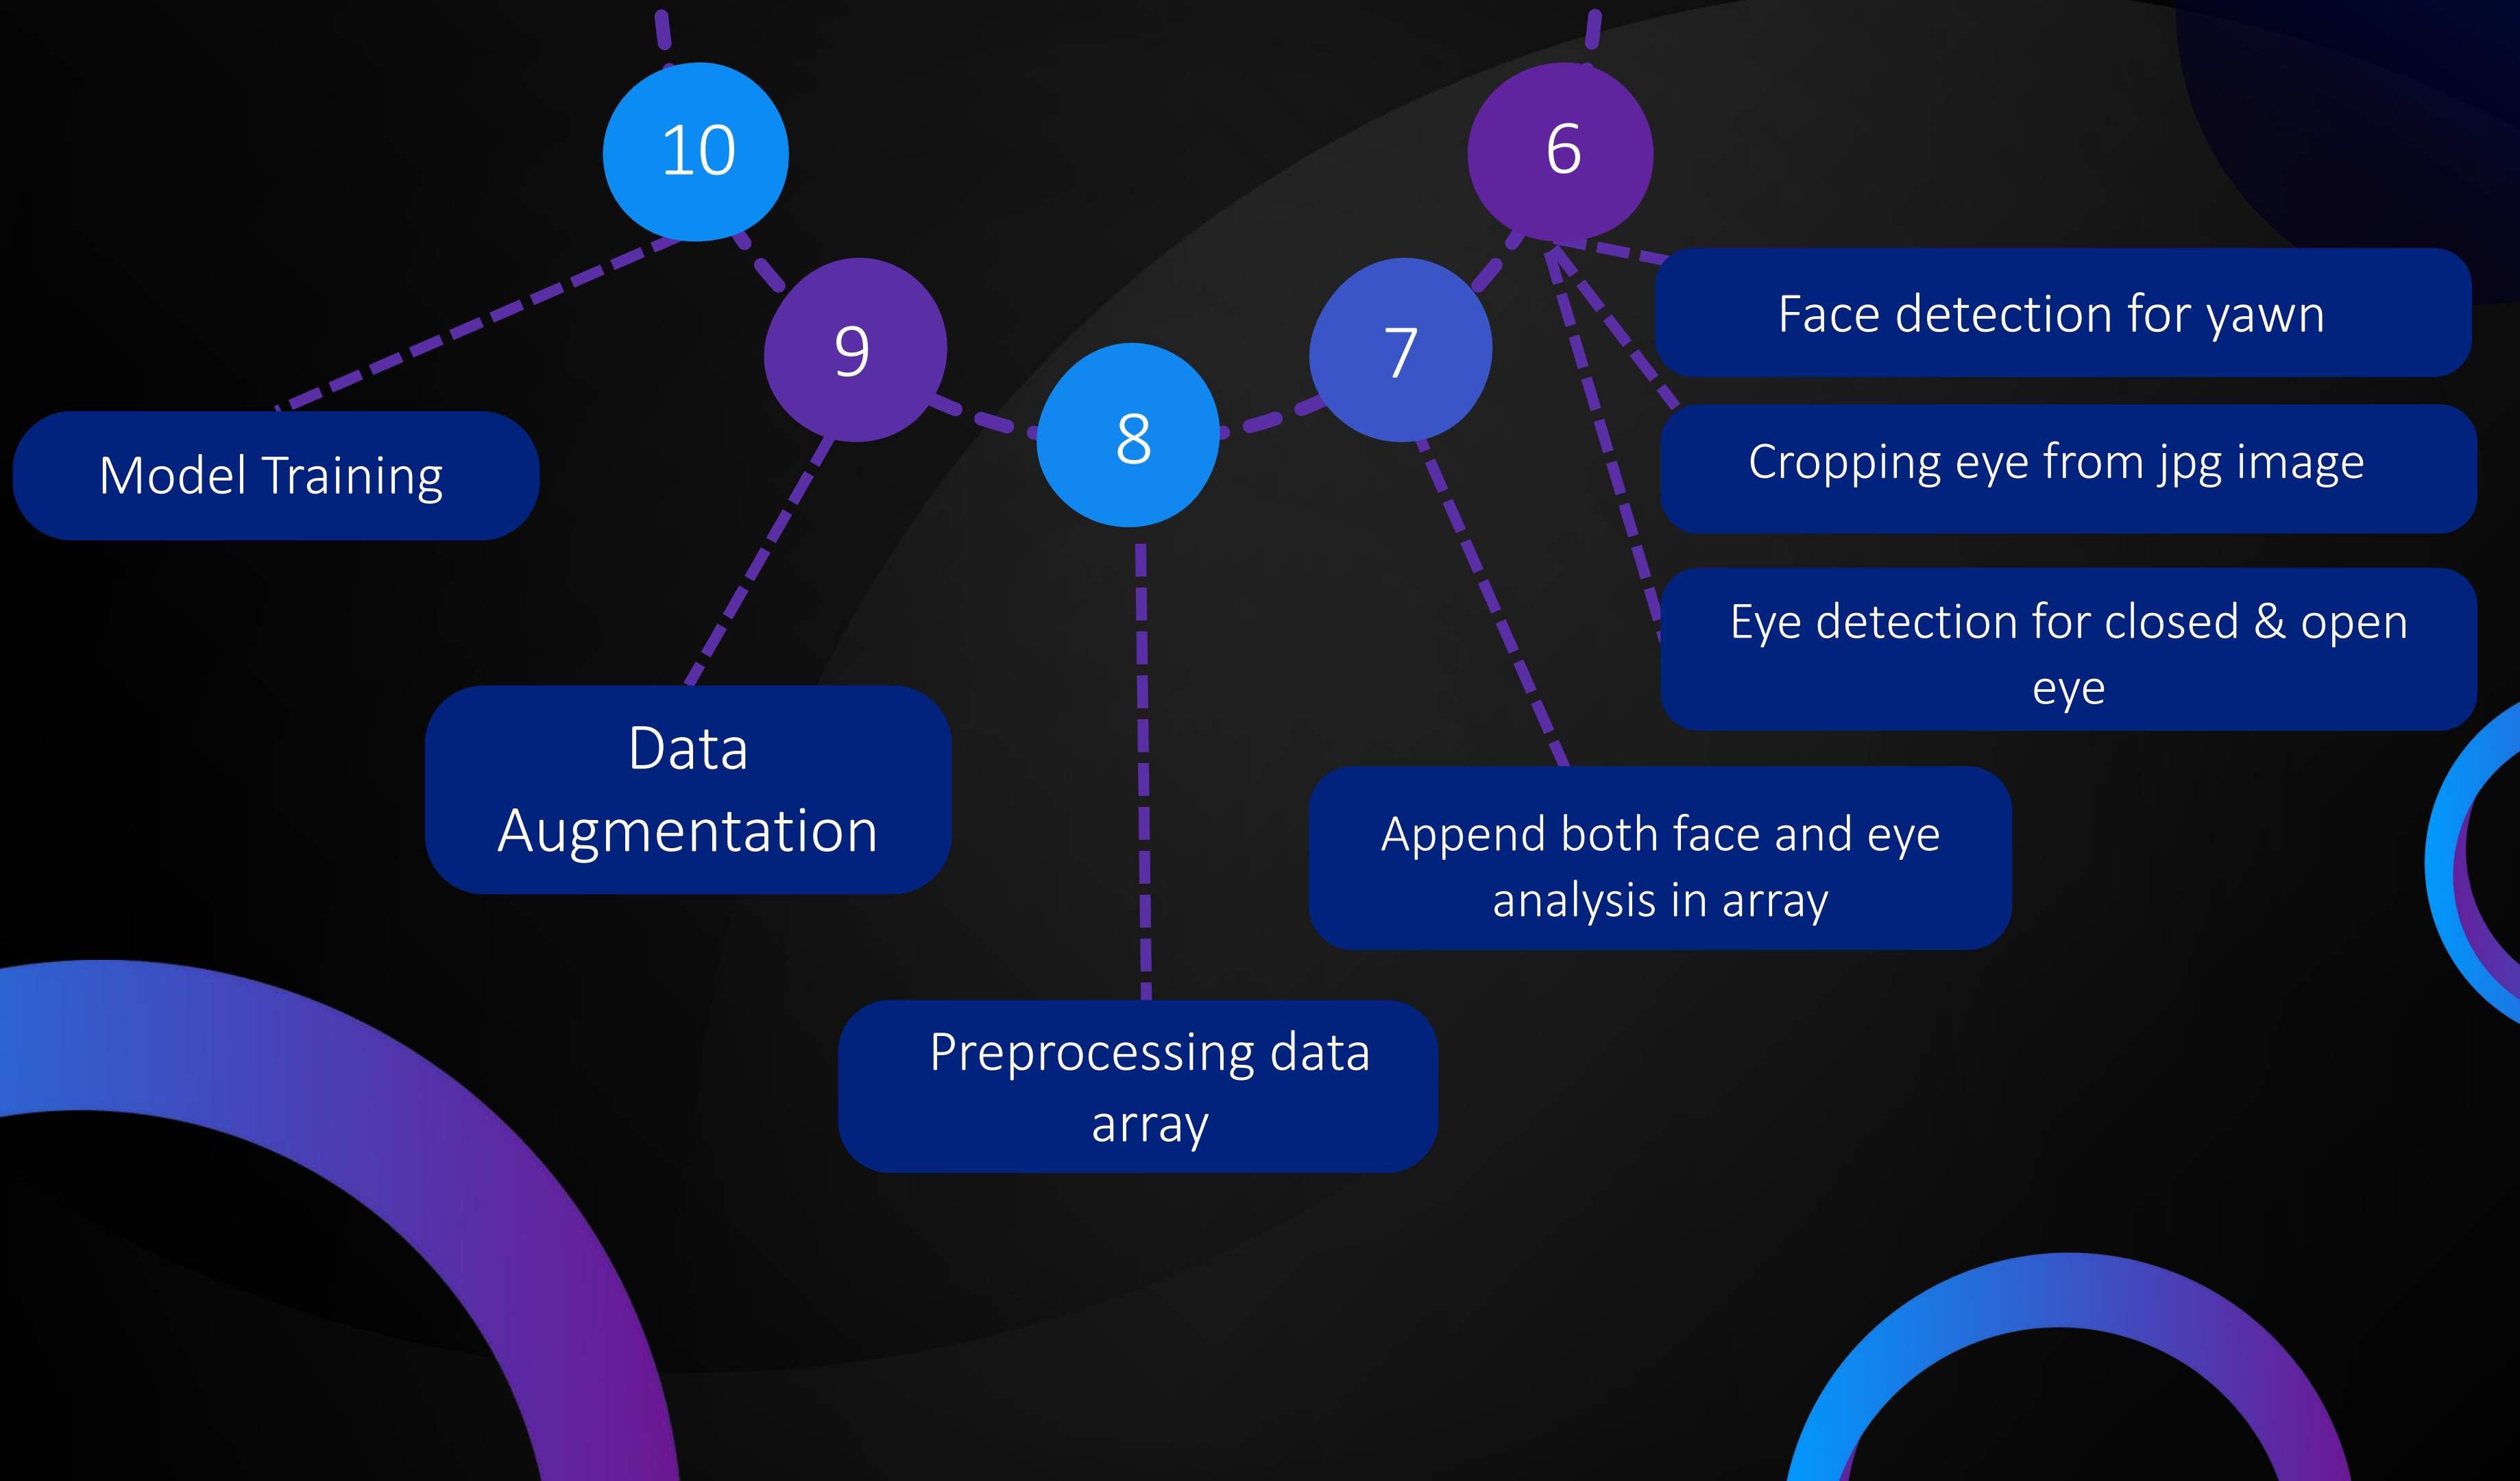 10
6
9
7
8
Face detection for yawn
Cropping eye from jpg image
Eye detection for closed & open
eye
Model Training
Data
Augmentation
Append both face and eye
analysis in array
Preprocessing data
array